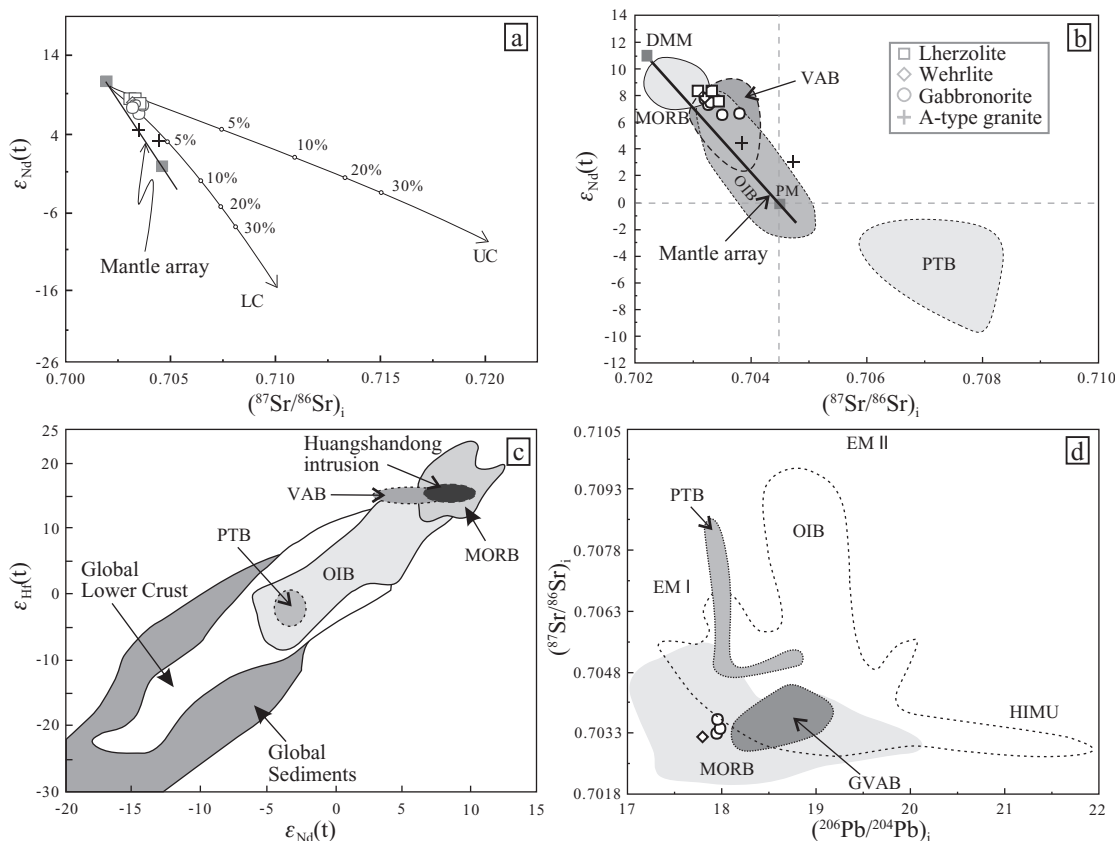 a
14
4
-6
-16
-26
εNd(t)
5%
10%
20%
30%
5%
10%
20%
30%
UC
LC
Mantle array
0.700
0.705
0.710
0.715
0.720
(⁸⁷Sr/⁸⁶Sr)i
b
12
10
8
6
4
2
0
-2
-4
-6
-8
-10
-12
εNd(t)
DMM
VAB
MORB
OIB
PM
Mantle array
PTB
Lherzolite
Wehrlite
Gabbronorite
A-type granite
0.702
0.704
0.706
0.708
0.710
(⁸⁷Sr/⁸⁶Sr)i
c
25
20
10
0
-10
-20
-30
εHf(t)
Huangshandong
intrusion
VAB
PTB
MORB
OIB
Global
Lower Crust
Global
Sediments
-20
-15
-10
-5
0
5
10
15
εNd(t)
d
0.7105
0.7093
0.7078
0.7063
0.7048
0.7033
0.7018
(⁸⁷Sr/⁸⁶Sr)i
EM II
PTB
OIB
EM I
HIMU
MORB
GVAB
17
18
19
20
21
22
(²⁰⁶Pb/²⁰⁴Pb)i